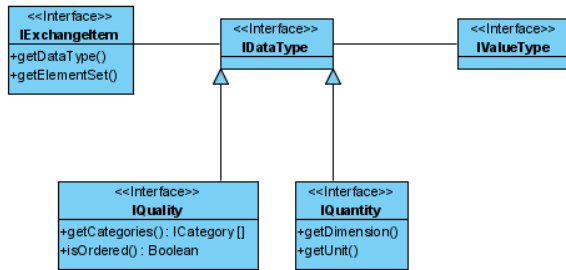 <<Interface>>
IExchangeItem
+getDataType()
+getElementSet()
<<Interface>>
IDataType
<<Interface>>
IValueType
<<Interface>>
IQuality
+getCategories() : ICategory []
+isOrdered() : Boolean
<<Interface>>
IQuantity
+getDimension()
+getUnit()